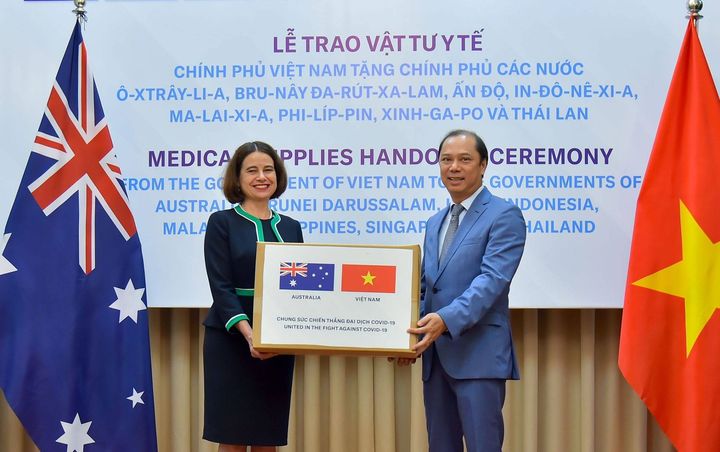 LỄ TRAO VẬT TƯ Y TẾ
CHÍNH PHỦ VIỆT NAM TẶNG CHÍNH PHỦ CÁC NƯỚC
Ô-XTRÂY-LI-A, BRU-NÂY ĐA-RÚT-XA-LAM, ẤN ĐỘ, IN-ĐÔ-NÊ-XI-A,
MA-LAI-XI-A, PHI-LÍP-PIN, XINH-GA-PO VÀ THÁI LAN
MEDICAL SUPPLIES HANDO CEREMONY
FROM THE GO MENT OF VIET NAM TO GOVERNMENTS OF
AUSTRAL RUNEI DARUSSALAM, INDONESIA,
MALA PPINES, SINGAP HAILAND
AUSTRALIA VIỆT NAM
CHUNG SỨC CHIẾN THẮNG ĐẠI DỊCH COVID-19
UNITED IN THE FIGHT AGAINST COVID-19